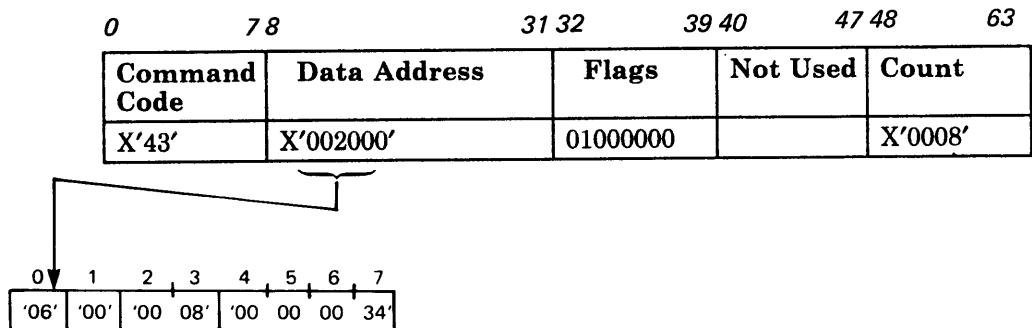 0 7 8 31 32 39 40 47 48 63
Command Code Data Address Flags Not Used Count
X'43' X'002000' 01000000 X'0008'
0 1 2 3 4 5 6 7
'06' '00' '00 08' '00 00 00 34'